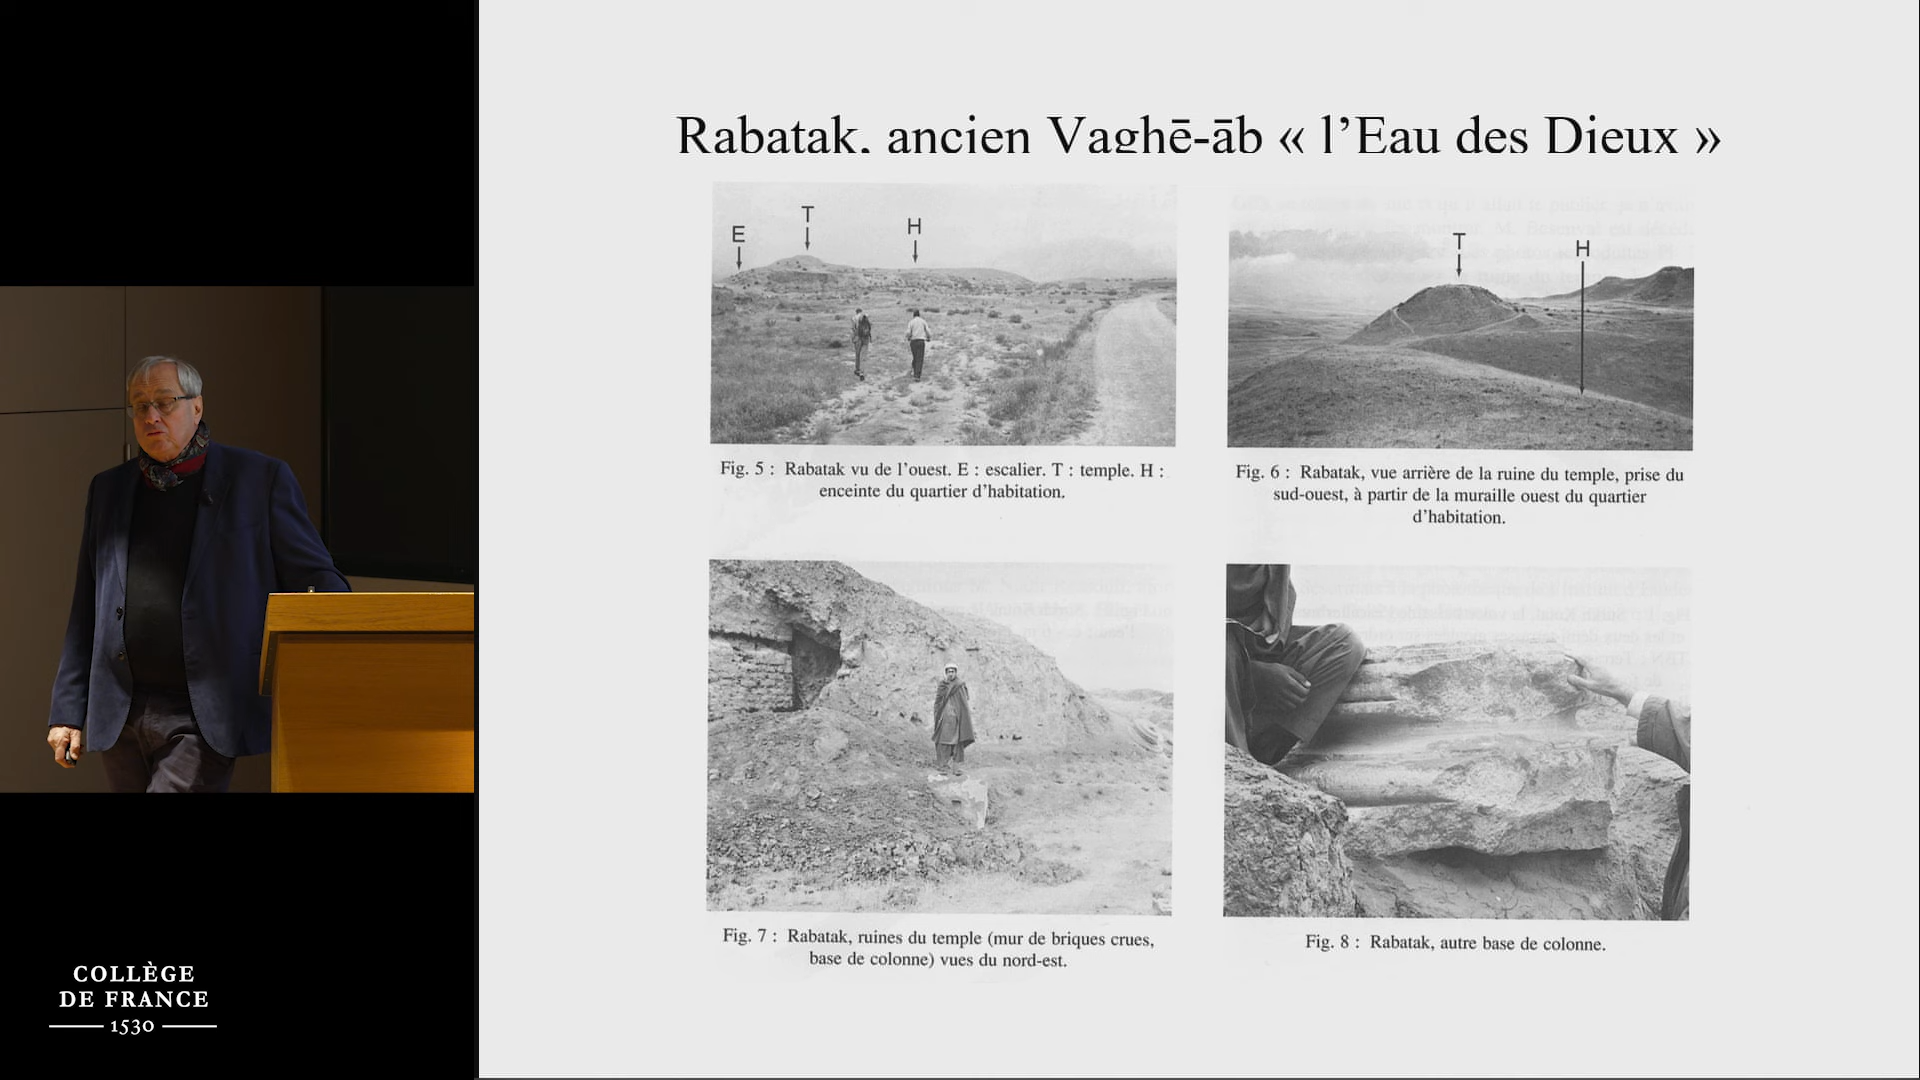 Rabatak, ancien Vaghē-āb « l’Eau des Dieux »
E
T
H
Fig. 5 : Rabatak vu de l’ouest. E : escalier. T : temple. H :
enceinte du quartier d’habitation.
T
H
Fig. 6 : Rabatak, vue arrière de la ruine du temple, prise du
sud-ouest, à partir de la muraille ouest du quartier
d’habitation.
Fig. 7 : Rabatak, ruines du temple (mur de briques crues,
base de colonne) vues du nord-est.
Fig. 8 : Rabatak, autre base de colonne.
COLLÈGE
DE FRANCE
1530